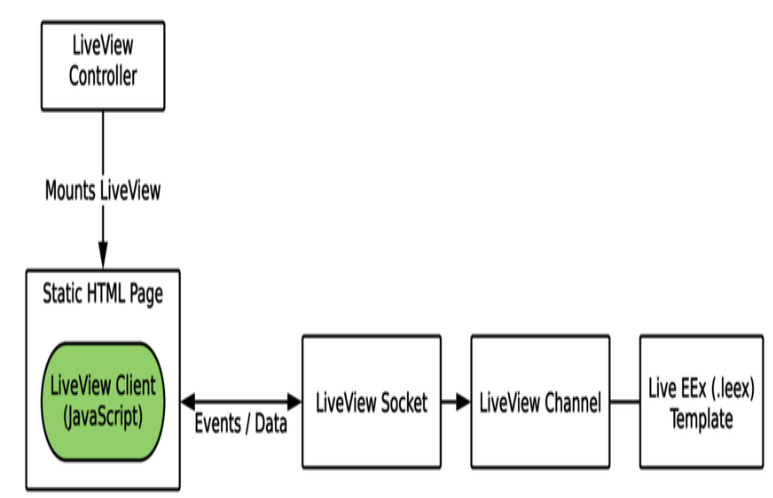 LiveView
Controller
Mounts LiveView
Static HTML Page
LiveView Client
(JavaScript)
Events / Data
LiveView Socket
LiveView Channel
Live EEx (.leex)
Template